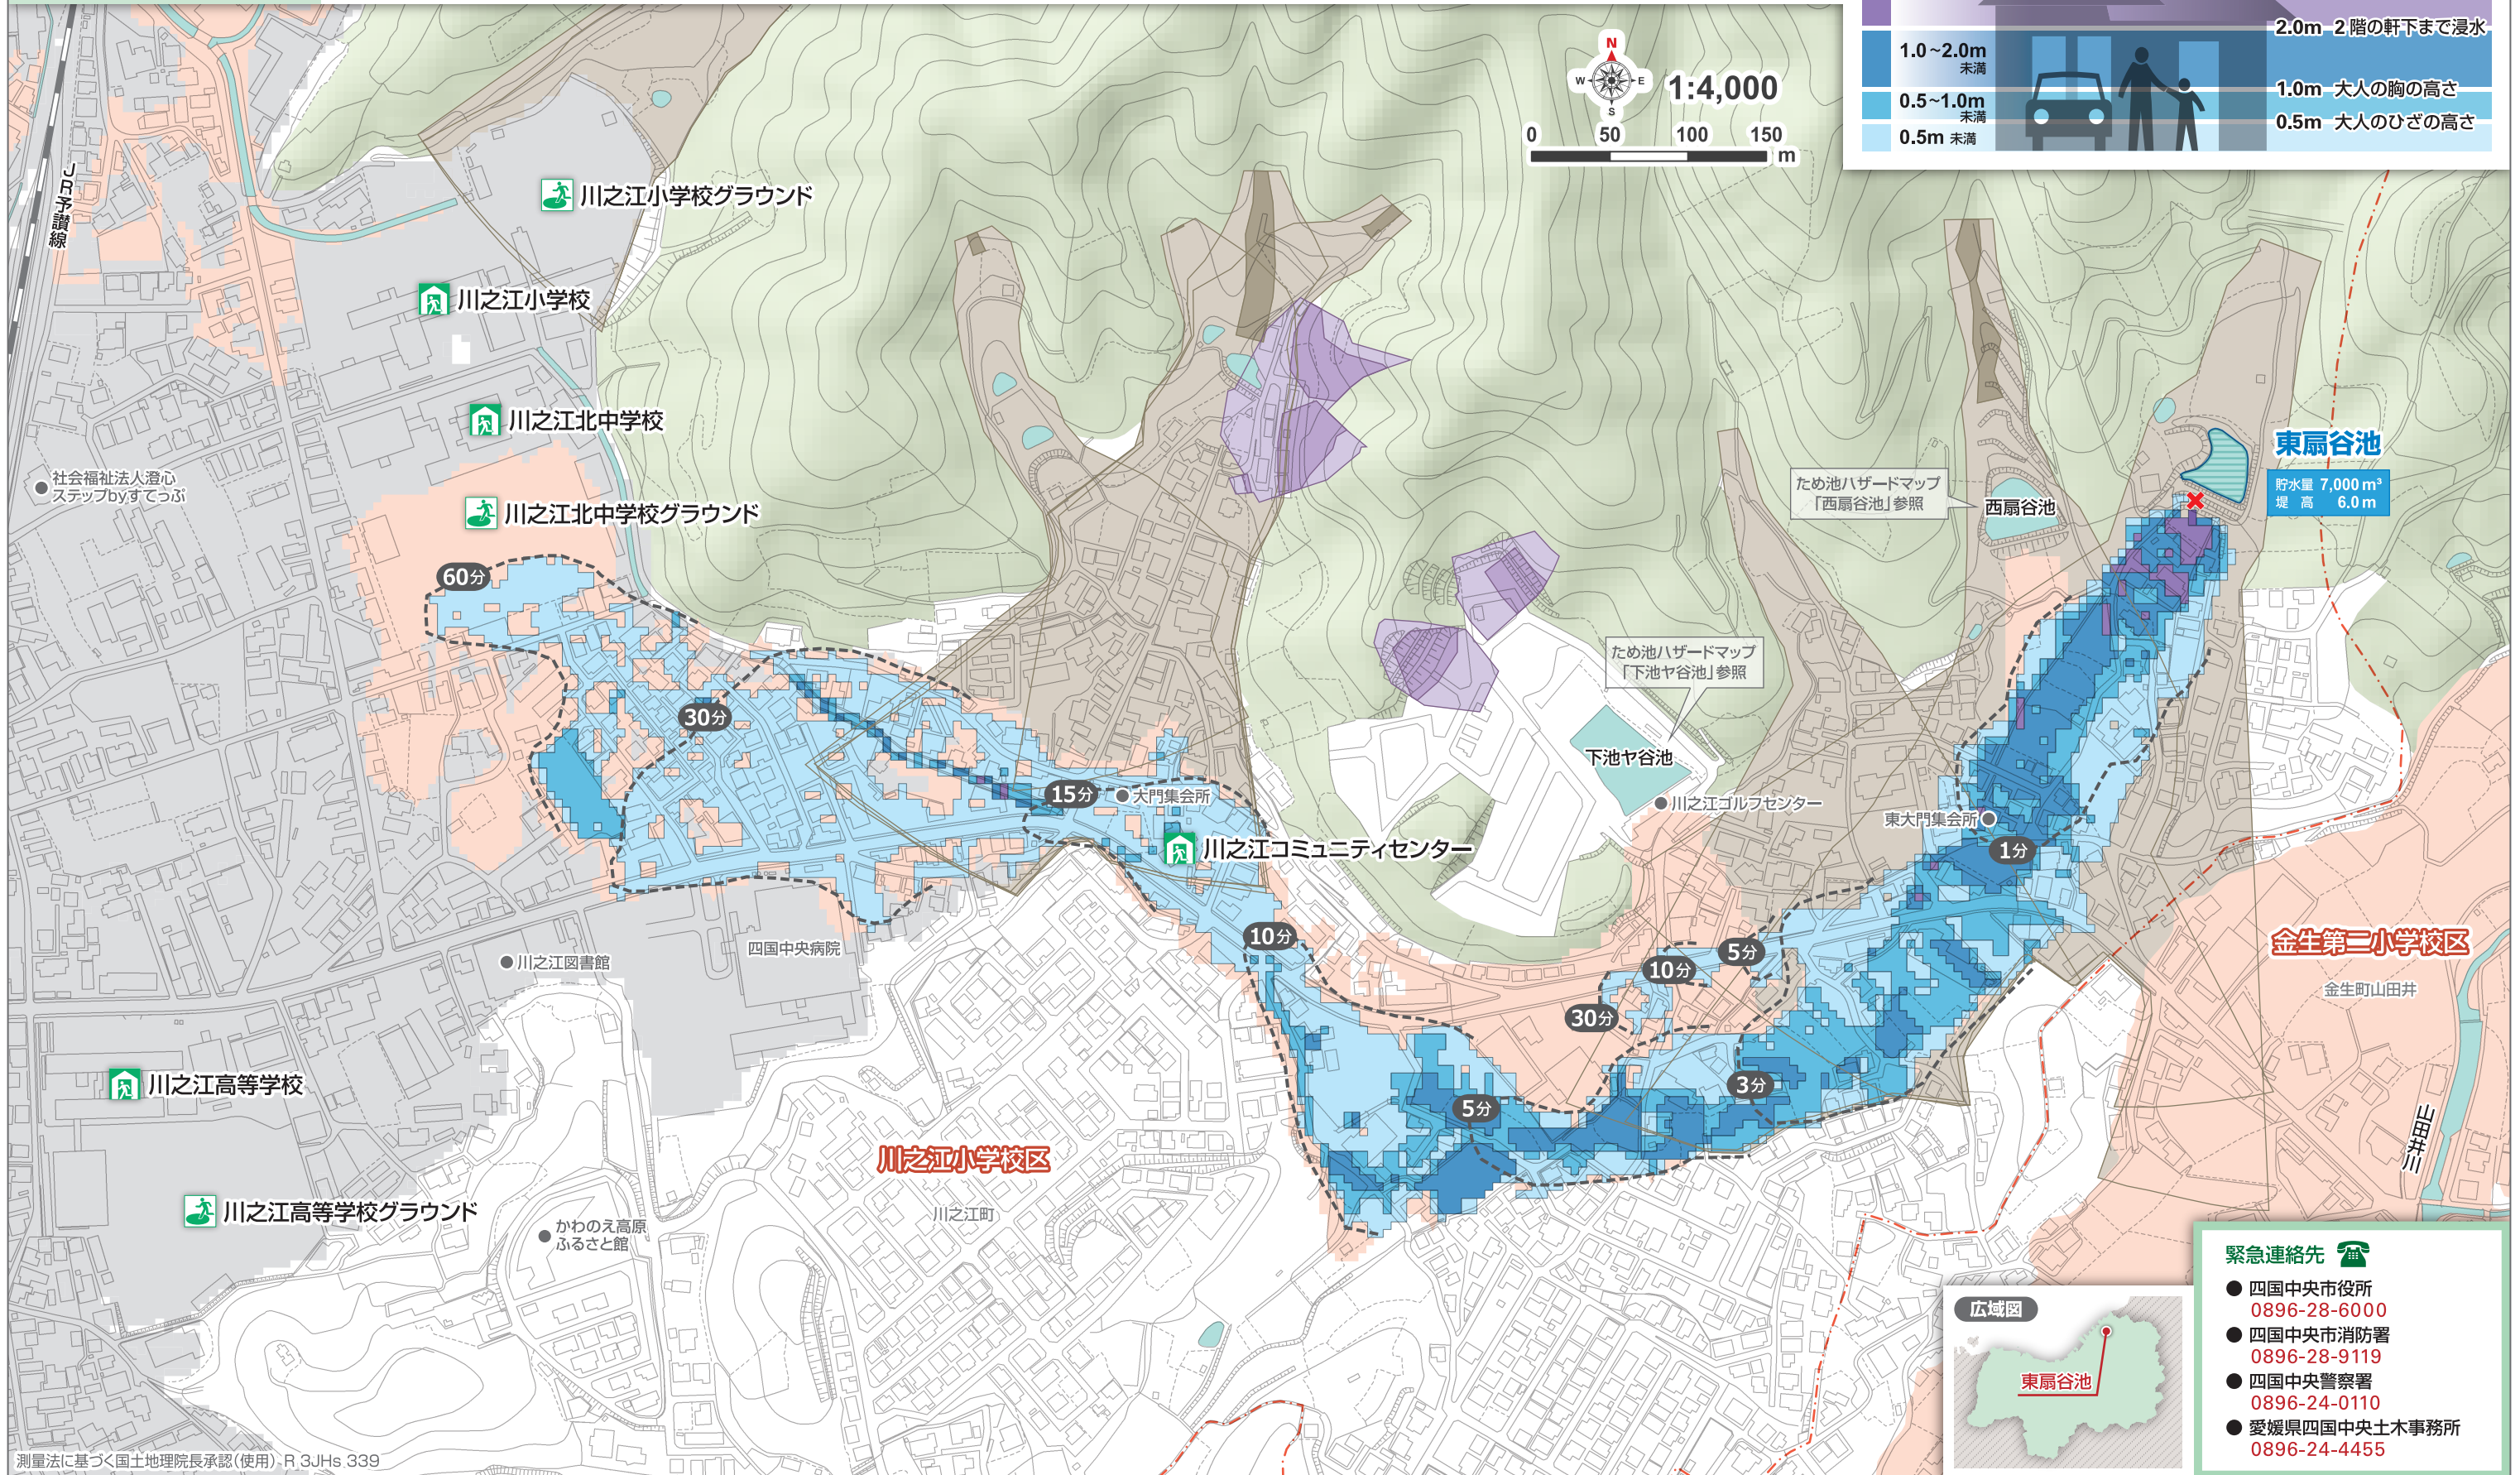 2.0m 2階の軒下まで浸水
1.0~2.0m
未満
1.0m 大人の胸の高さ
0.5~1.0m
未満
0.5m 大人のひざの高さ
0.5m 未満
N
W E
S
1:4,000
0 50 100 150
m
JR予讃線
川之江小学校グラウンド
川之江小学校
川之江北中学校
社会福祉法人澄心
ステップbyすてっぷ
川之江北中学校グラウンド
東扇谷池
貯水量 7,000m³
堤 高 6.0m
ため池ハザードマップ
「西扇谷池」参照
西扇谷池
60分
ため池ハザードマップ
「下池ヤ谷池」参照
30分
下池ヤ谷池
15分
大門集会所
川之江ゴルフセンター
東大門集会所
川之江コミュニティセンター
1分
10分
5分
10分
30分
四国中央病院
川之江図書館
金生第二小学校区
金生町山田井
川之江高等学校
3分
5分
山田井川
川之江小学校区
川之江町
川之江高等学校グラウンド
かわのえ高原
ふるさと館
広域図
東扇谷池
緊急連絡先
● 四国中央市役所
0896-28-6000
● 四国中央市消防署
0896-28-9119
● 四国中央警察署
0896-24-0110
● 愛媛県四国中央土木事務所
0896-24-4455
測量法に基づく国土地理院長承認(使用) R 3JHs 339